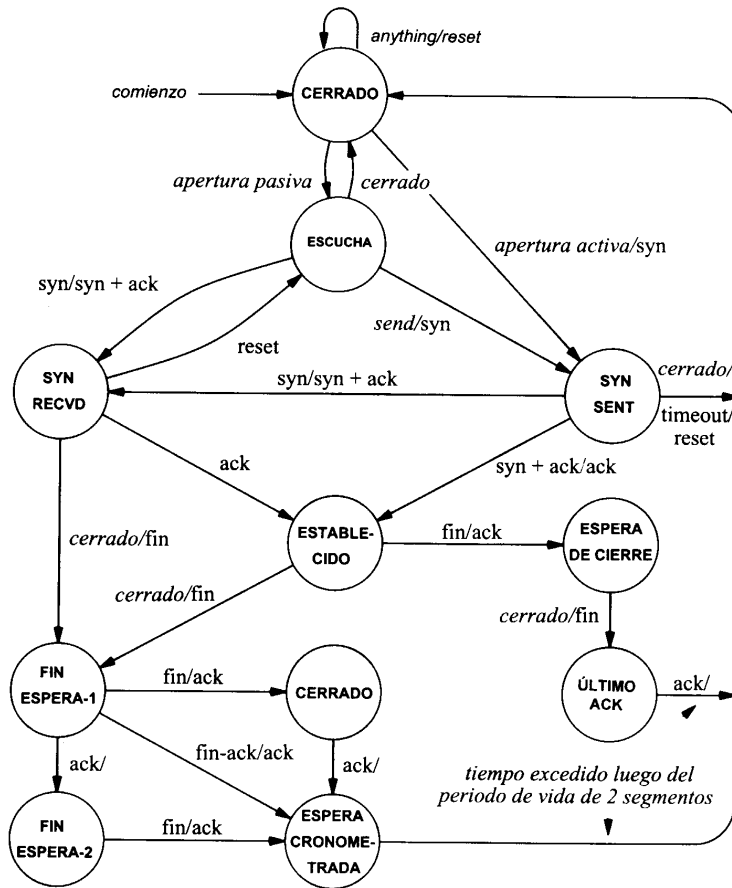 anything/reset
comienzo
CERRADO
apertura pasiva
cerrado
ESCUCHA
apertura activa/syn
syn/syn + ack
send/syn
reset
SYN
RECVD
syn/syn + ack
SYN
SENT
cerrado/
timeout/
reset
ack
syn + ack/ack
cerrado/fin
ESTABLE-
CIDO
fin/ack
ESPERA
DE CIERRE
cerrado/fin
cerrado/fin
FIN
ESPERA-1
fin/ack
CERRADO
ÚLTIMO
ACK
ack/
fin-ack/ack
ack/
ack/
tiempo excedido luego del
periodo de vida de 2 segmentos
FIN
ESPERA-2
fin/ack
ESPERA
CRONOME-
TRADA